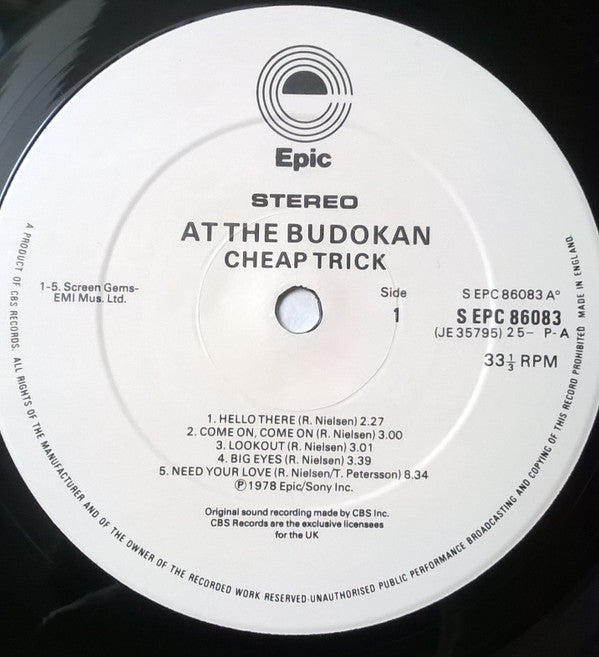 Epic
STEREO
AT THE BUDOKAN
CHEAP TRICK
1-5. Screen Gems-
EMI Mus. Ltd.
Side
1
S EPC 86083 A°
S EPC 86083
(JE 35795) 25- P-A
33⅓ RPM
1. HELLO THERE (R. Nielsen) 2.27
2. COME ON, COME ON (R. Nielsen) 3.00
3. LOOKOUT (R. Nielsen) 3.01
4. BIG EYES (R. Nielsen) 3.39
5. NEED YOUR LOVE (R. Nielsen/T. Petersson) 8.34
℗1978 Epic/Sony Inc.
Original sound recording made by CBS Inc.
CBS Records are the exclusive licensees
for the UK
A PRODUCT OF CBS RECORDS. ALL RIGHTS OF THE MANUFACTURER AND OF THE OWNER OF THE RECORDED WORK RESERVED·UNAUTHORISED PUBLIC PERFORMANCE BROADCASTING AND COPYING OF THIS RECORD PROHIBITED MADE IN ENGLAND